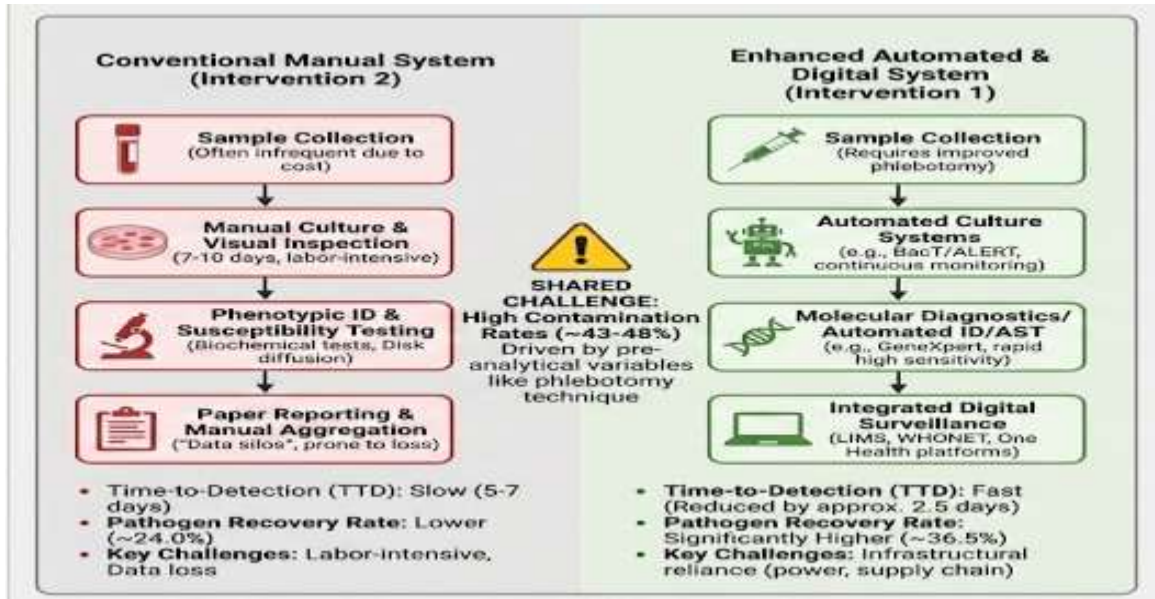 Conventional Manual System
(Intervention 2)
Sample Collection
(Often infrequent due to
cost)
Manual Culture &
Visual Inspection
(7-10 days, labor-intensive)
Phenotypic ID &
Susceptibility Testing
(Biochemical tests, Disk
diffusion)
Paper Reporting &
Manual Aggregation
("Data silos", prone to loss)
• Time-to-Detection (TTD): Slow (5-7
days)
• Pathogen Recovery Rate: Lower
(~24.0%)
• Key Challenges: Labor-intensive,
Data loss
SHARED
CHALLENGE:
High Contamination
Rates (~43-48%)
Driven by pre-
analytical variables
like phlebotomy
technique
Enhanced Automated &
Digital System
(Intervention 1)
Sample Collection
(Requires improved
phlebotomy)
Automated Culture
Systems
(e.g., BacT/ALERT,
continuous monitoring)
Molecular Diagnostics/
Automated ID/AST
(e.g., GeneXpert, rapid
high sensitivity)
Integrated Digital
Surveillance
(LIMS, WHONET, One
Health platforms)
• Time-to-Detection (TTD): Fast
(Reduced by approx. 2.5 days)
• Pathogen Recovery Rate:
Significantly Higher (~36.5%)
• Key Challenges: Infrastructural
reliance (power, supply chain)